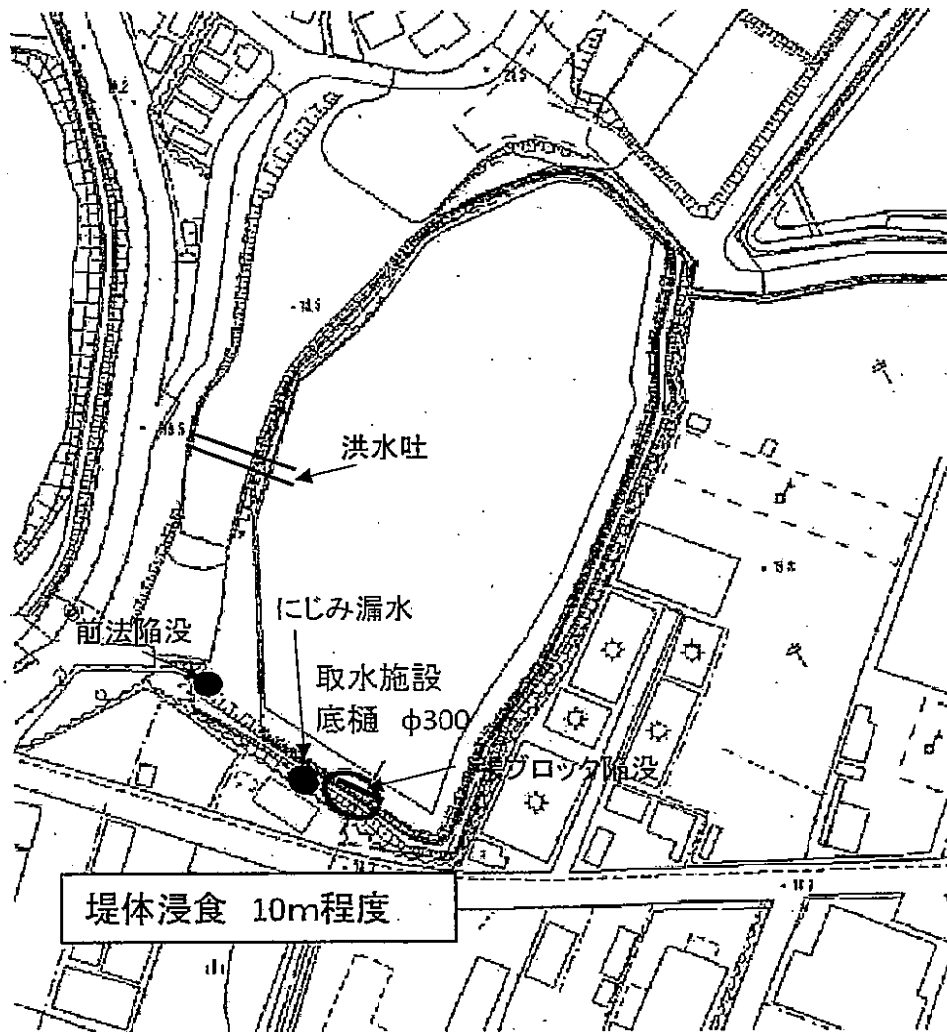 洪水吐
にじみ漏水
前法陥没
取水施設
底樋 φ300
ブロック陥没
堤体浸食 10m程度